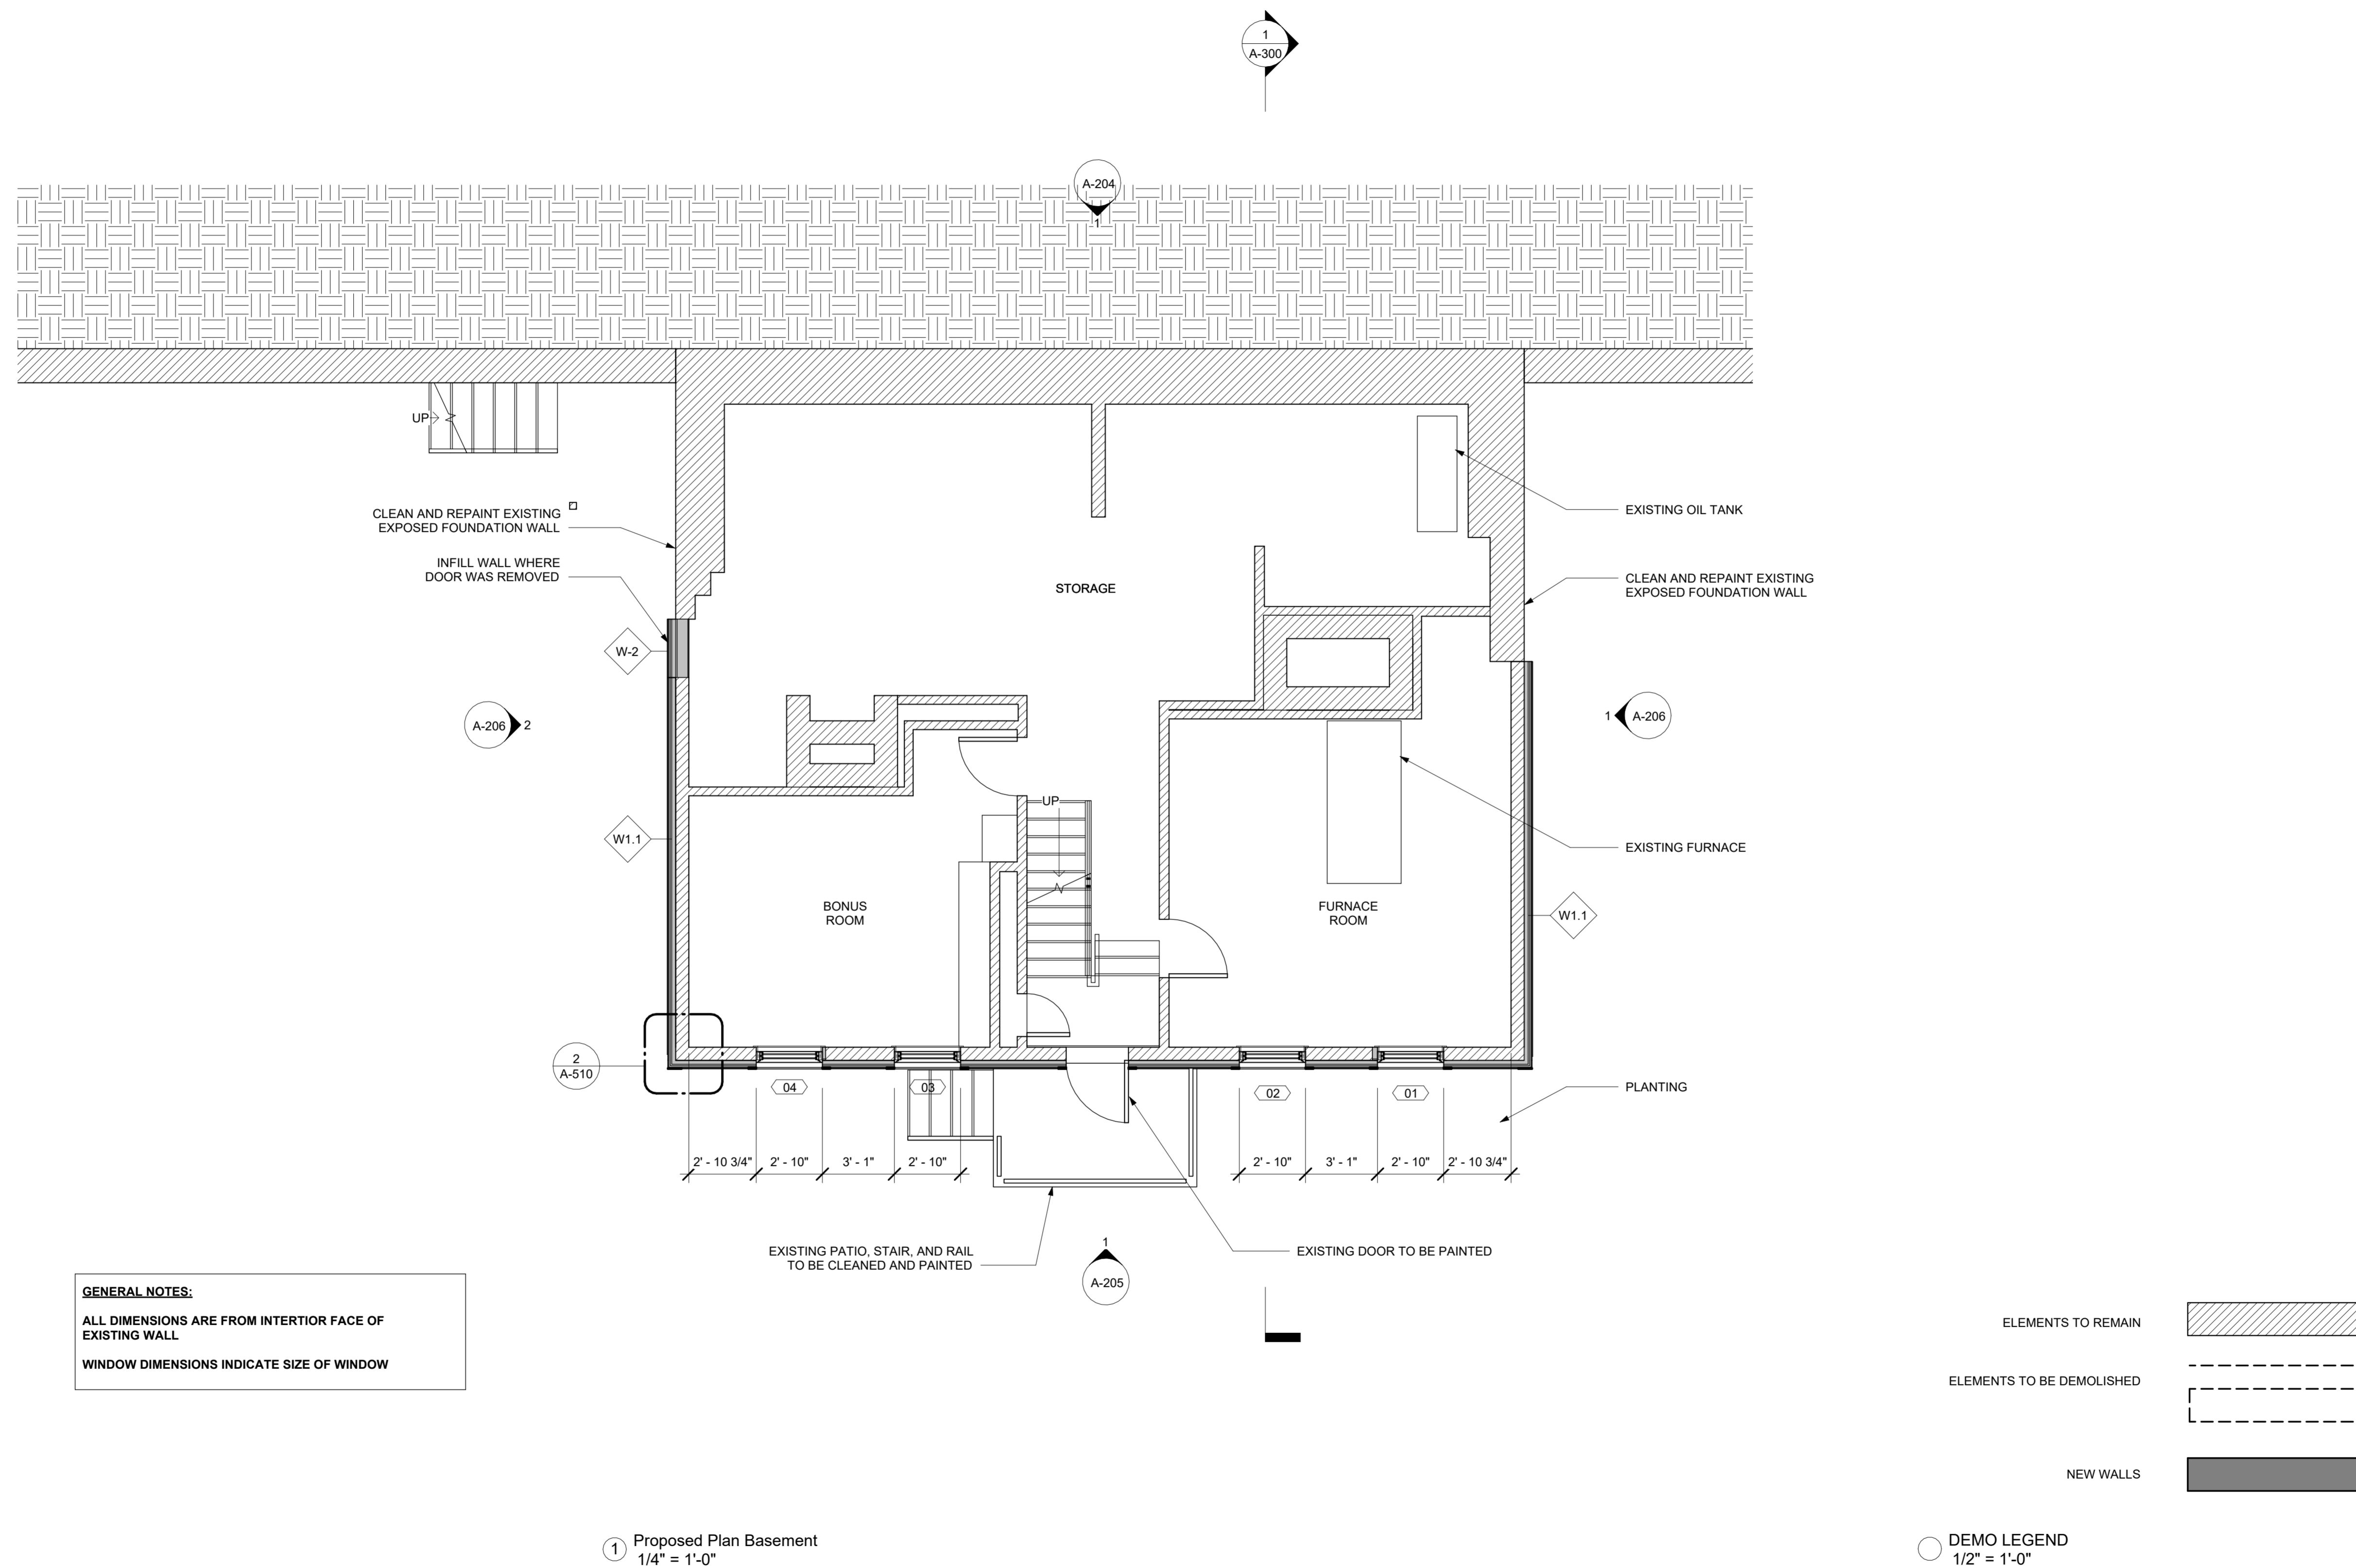 1
A-300
A-204
1
UP
CLEAN AND REPAINT EXISTING
EXPOSED FOUNDATION WALL
INFILL WALL WHERE
DOOR WAS REMOVED
EXISTING OIL TANK
STORAGE
CLEAN AND REPAINT EXISTING
EXPOSED FOUNDATION WALL
W-2
A-206
2
1
A-206
UP
W1.1
EXISTING FURNACE
BONUS
ROOM
FURNACE
ROOM
W1.1
2
A-510
04
03
02
01
PLANTING
2' - 10 3/4"
2' - 10"
3' - 1"
2' - 10"
2' - 10"
3' - 1"
2' - 10"
2' - 10 3/4"
EXISTING PATIO, STAIR, AND RAIL
TO BE CLEANED AND PAINTED
1
A-205
EXISTING DOOR TO BE PAINTED
GENERAL NOTES:
ALL DIMENSIONS ARE FROM INTERTIOR FACE OF
EXISTING WALL
WINDOW DIMENSIONS INDICATE SIZE OF WINDOW
ELEMENTS TO REMAIN
ELEMENTS TO BE DEMOLISHED
NEW WALLS
1
Proposed Plan Basement
1/4" = 1'-0"
DEMO LEGEND
1/2" = 1'-0"